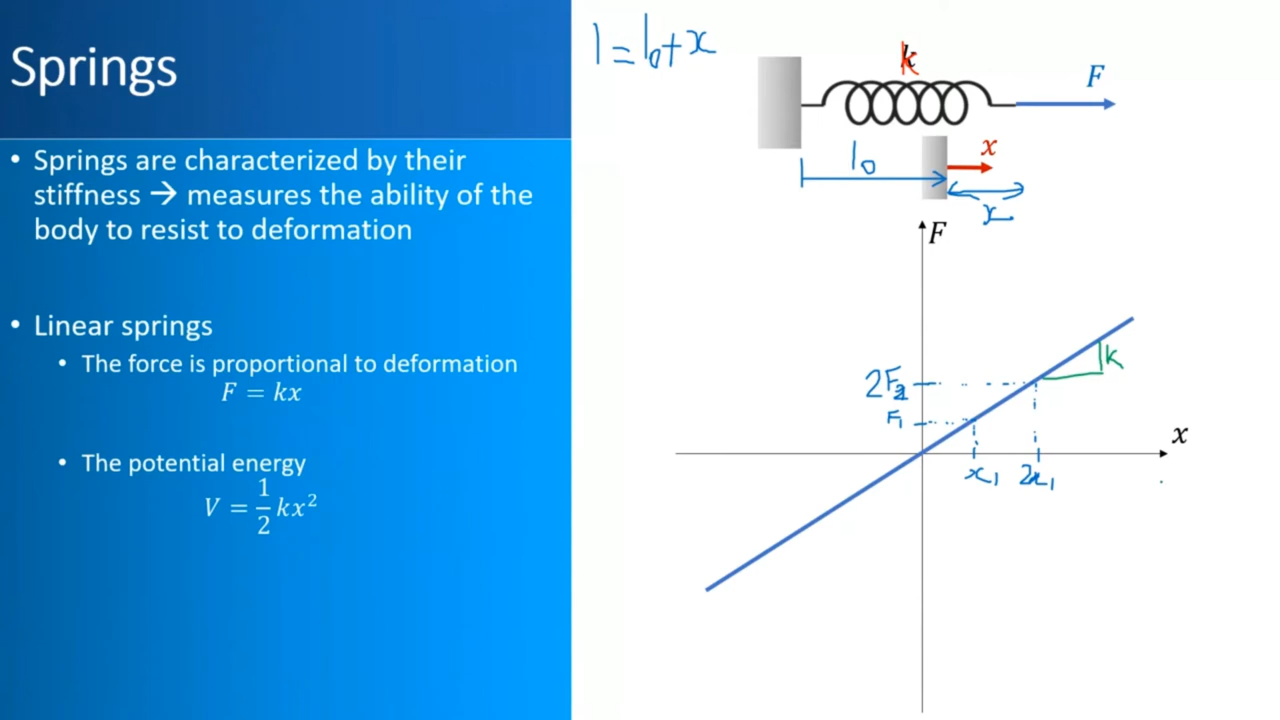 Springs
• Springs are characterized by their
stiffness → measures the ability of the
body to resist to deformation
• Linear springs
• The force is proportional to deformation
F = kx
• The potential energy
V = 1/2 kx²
l = l₀ + x
k
F
l₀
x
x
F
k
F₁
x
x₁
2x₁